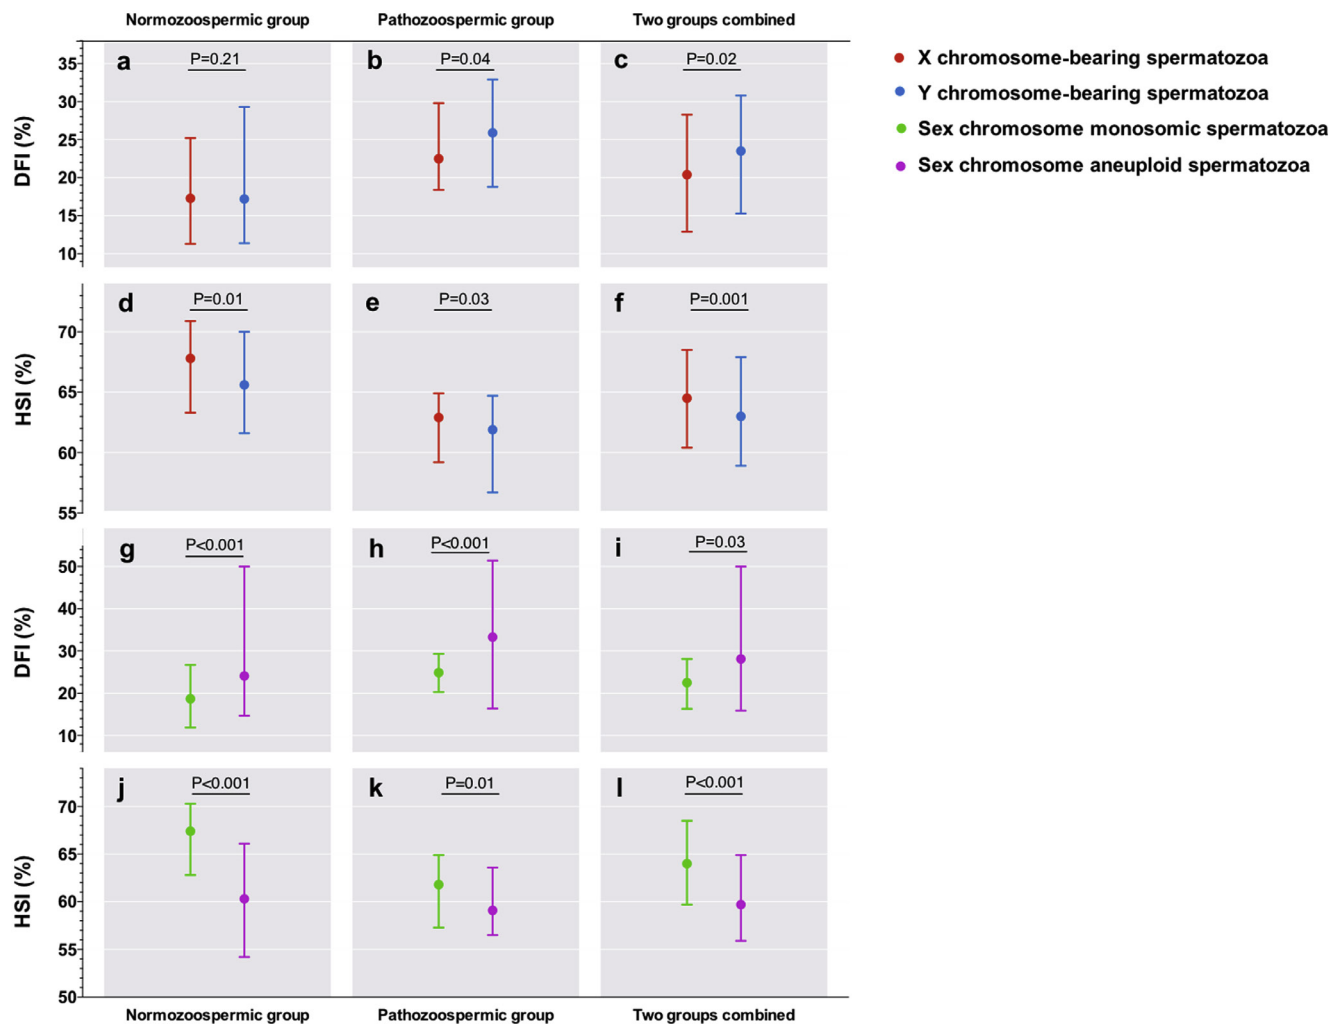 Normozoospermic group Pathozoospermic group Two groups combined
X chromosome-bearing spermatozoa
Y chromosome-bearing spermatozoa
Sex chromosome monosomic spermatozoa
Sex chromosome aneuploid spermatozoa
DFI (%)
35
30
25
20
15
10
a P=0.21
b P=0.04
c P=0.02
HSI (%)
70
65
60
55
d P=0.01
e P=0.03
f P=0.001
DFI (%)
50
40
30
20
10
g P<0.001
h P<0.001
i P=0.03
HSI (%)
70
65
60
55
50
j P<0.001
k P=0.01
l P<0.001
Normozoospermic group Pathozoospermic group Two groups combined